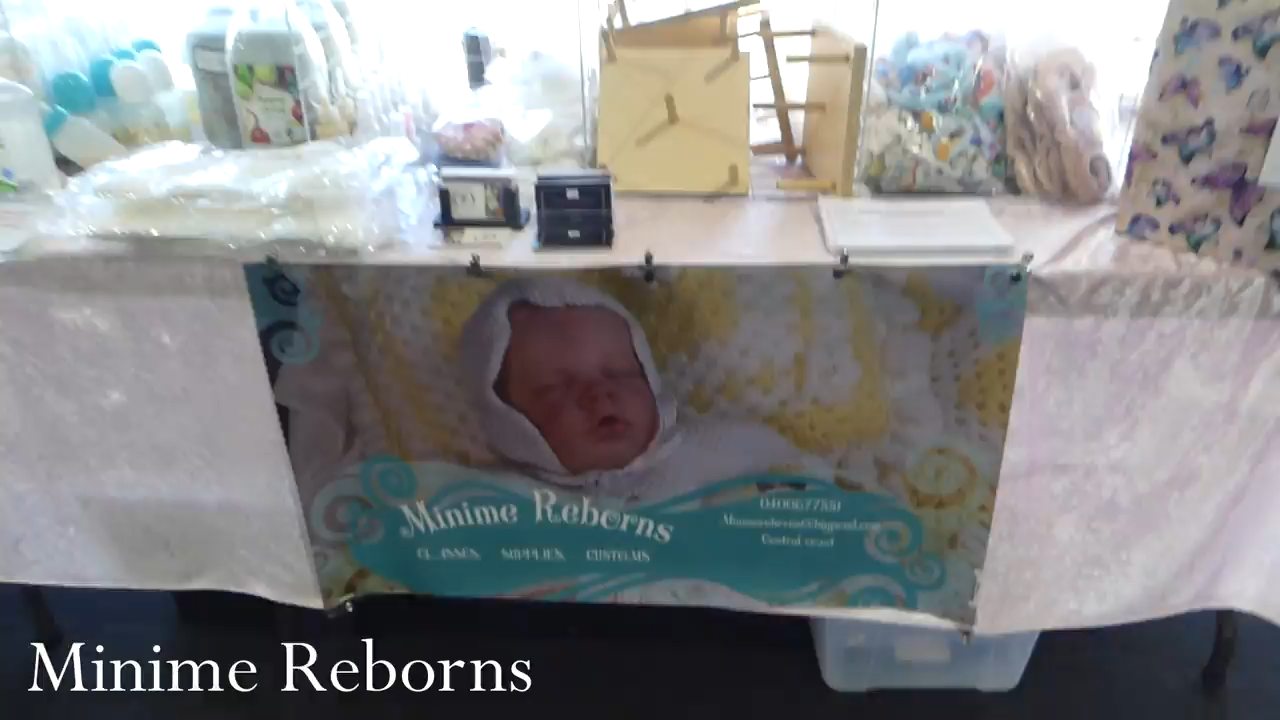 Minime Reborns
CLASSES SUPPLIES CUSTOMS
Central coast
Minime Reborns